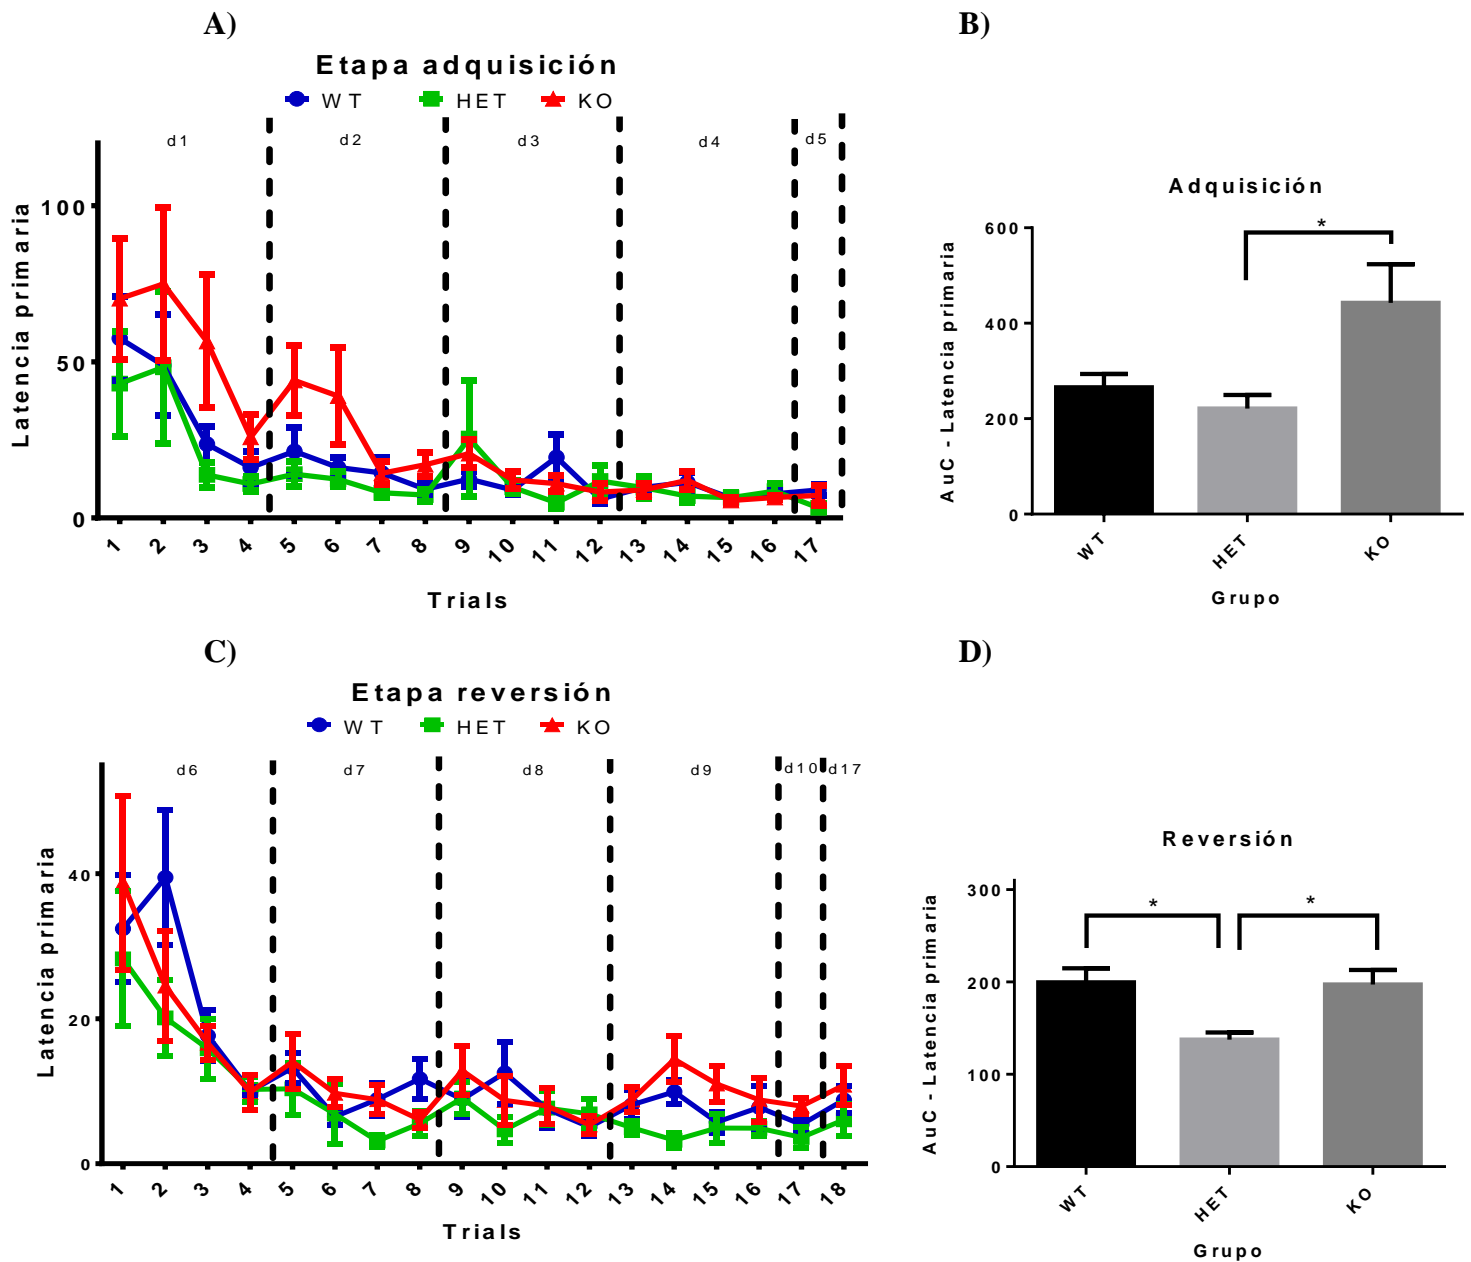 A)
Etapa adquisición
WT HET KO
d1 d2 d3 d4 d5
Latencia primaria
100
50
0
1 2 3 4 5 6 7 8 9 10 11 12 13 14 15 16 17
Trials
B)
Adquisición
*
AuC - Latencia primaria
600
400
200
0
WT HET KO
Grupo
C)
Etapa reversión
WT HET KO
d6 d7 d8 d9 d10 d17
Latencia primaria
40
20
0
1 2 3 4 5 6 7 8 9 10 11 12 13 14 15 16 17 18
Trials
D)
Reversión
* *
AuC - Latencia primaria
300
200
100
0
WT HET KO
Grupo